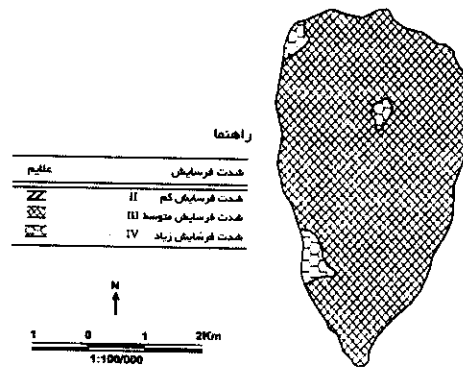 راهنما
شدت فرسایش علایم
شدت فرسایش کم II
شدت فرسایش متوسط III
شدت فرسایش زیاد IV
N
1 0 1 2Km
1:100/000